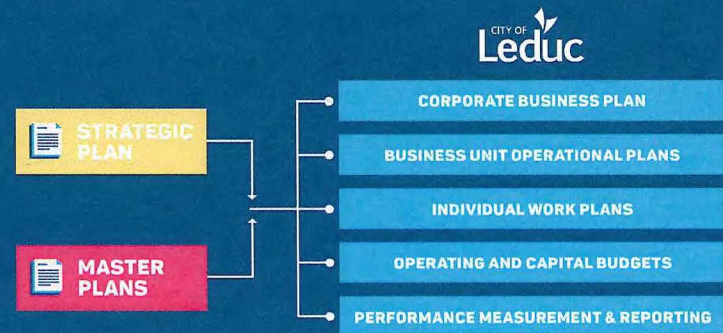 CITY OF
Leduc
STRATEGIC
PLAN
MASTER
PLANS
CORPORATE BUSINESS PLAN
BUSINESS UNIT OPERATIONAL PLANS
INDIVIDUAL WORK PLANS
OPERATING AND CAPITAL BUDGETS
PERFORMANCE MEASUREMENT & REPORTING